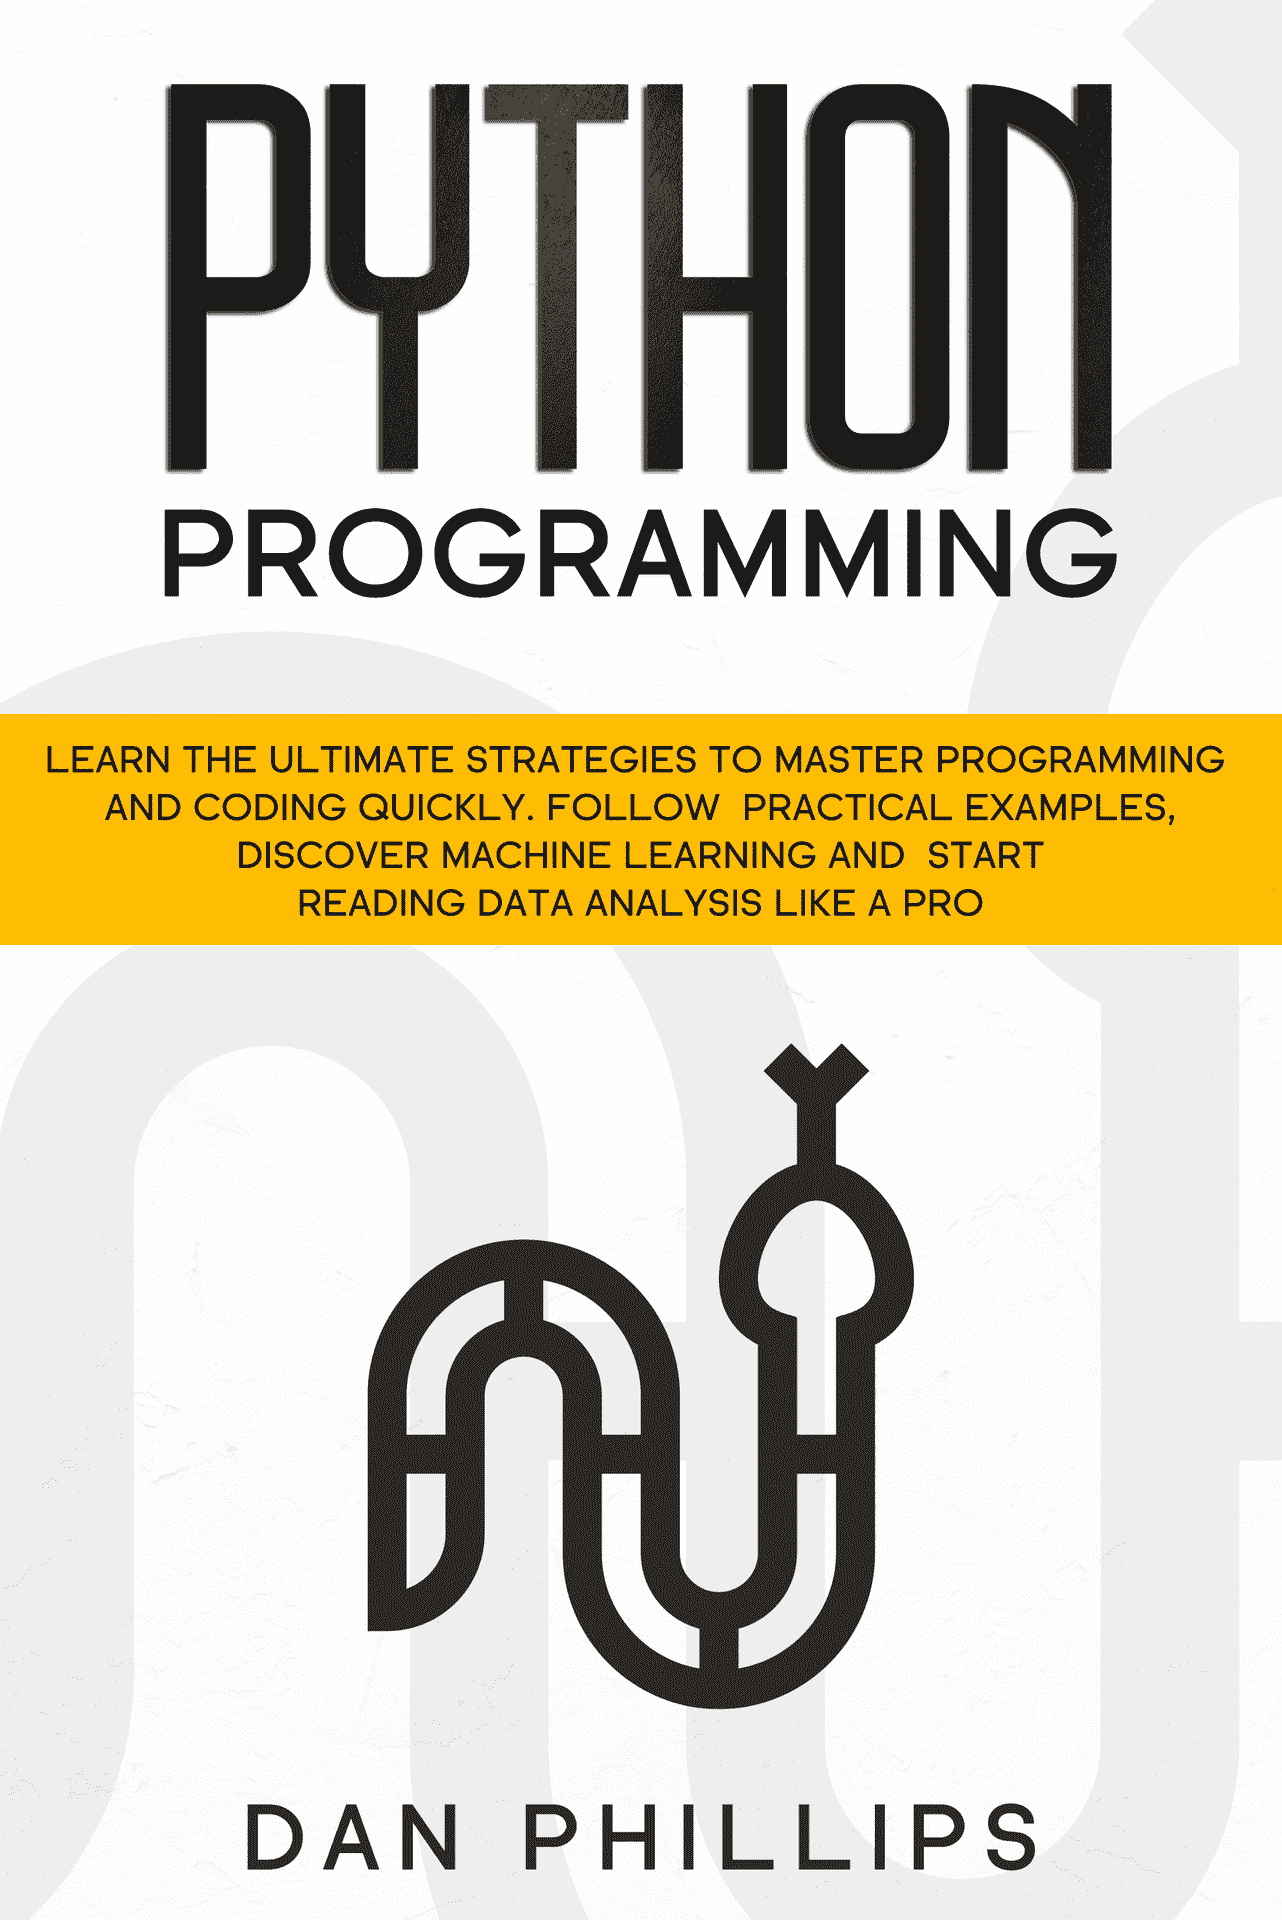 PYTHON
PROGRAMMING
LEARN THE ULTIMATE STRATEGIES TO MASTER PROGRAMMING
AND CODING QUICKLY. FOLLOW PRACTICAL EXAMPLES,
DISCOVER MACHINE LEARNING AND START
READING DATA ANALYSIS LIKE A PRO
DAN PHILLIPS